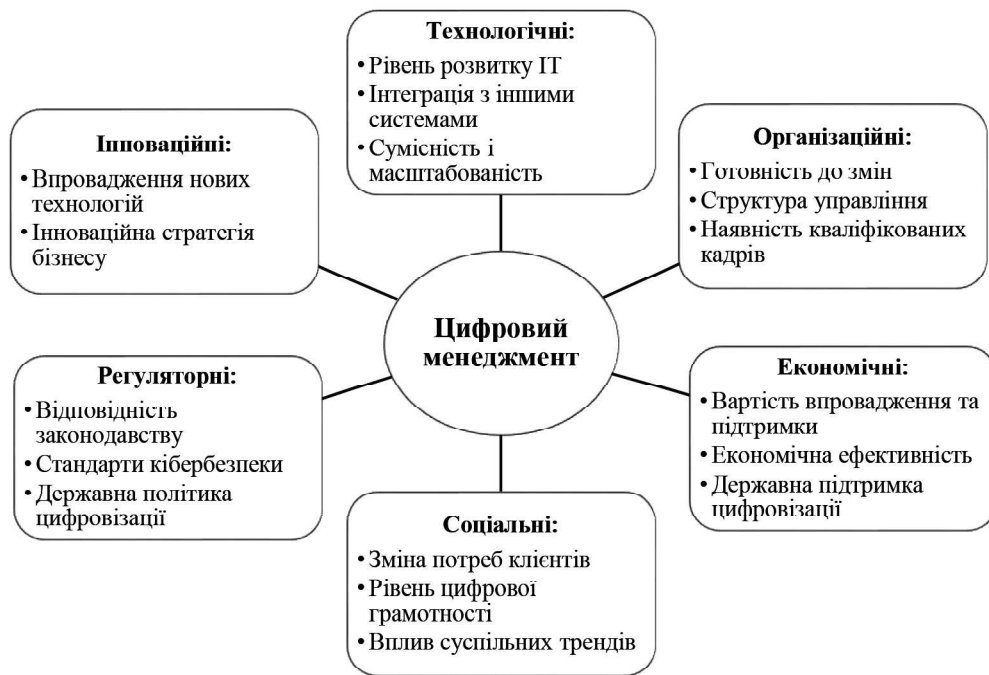 Технологічні:
• Рівень розвитку ІТ
• Інтеграція з іншими
системами
• Сумісність і
масштабованість
Інноваційні:
• Впровадження нових
технологій
• Інноваційна стратегія
бізнесу
Організаційні:
• Готовність до змін
• Структура управління
• Наявність кваліфікованих
кадрів
Цифровий
менеджмент
Регуляторні:
• Відповідність
законодавству
• Стандарти кібербезпеки
• Державна політика
цифровізації
Економічні:
• Вартість впровадження та
підтримки
• Економічна ефективність
• Державна підтримка
цифровізації
Соціальні:
• Зміна потреб клієнтів
• Рівень цифрової
грамотності
• Вплив суспільних трендів